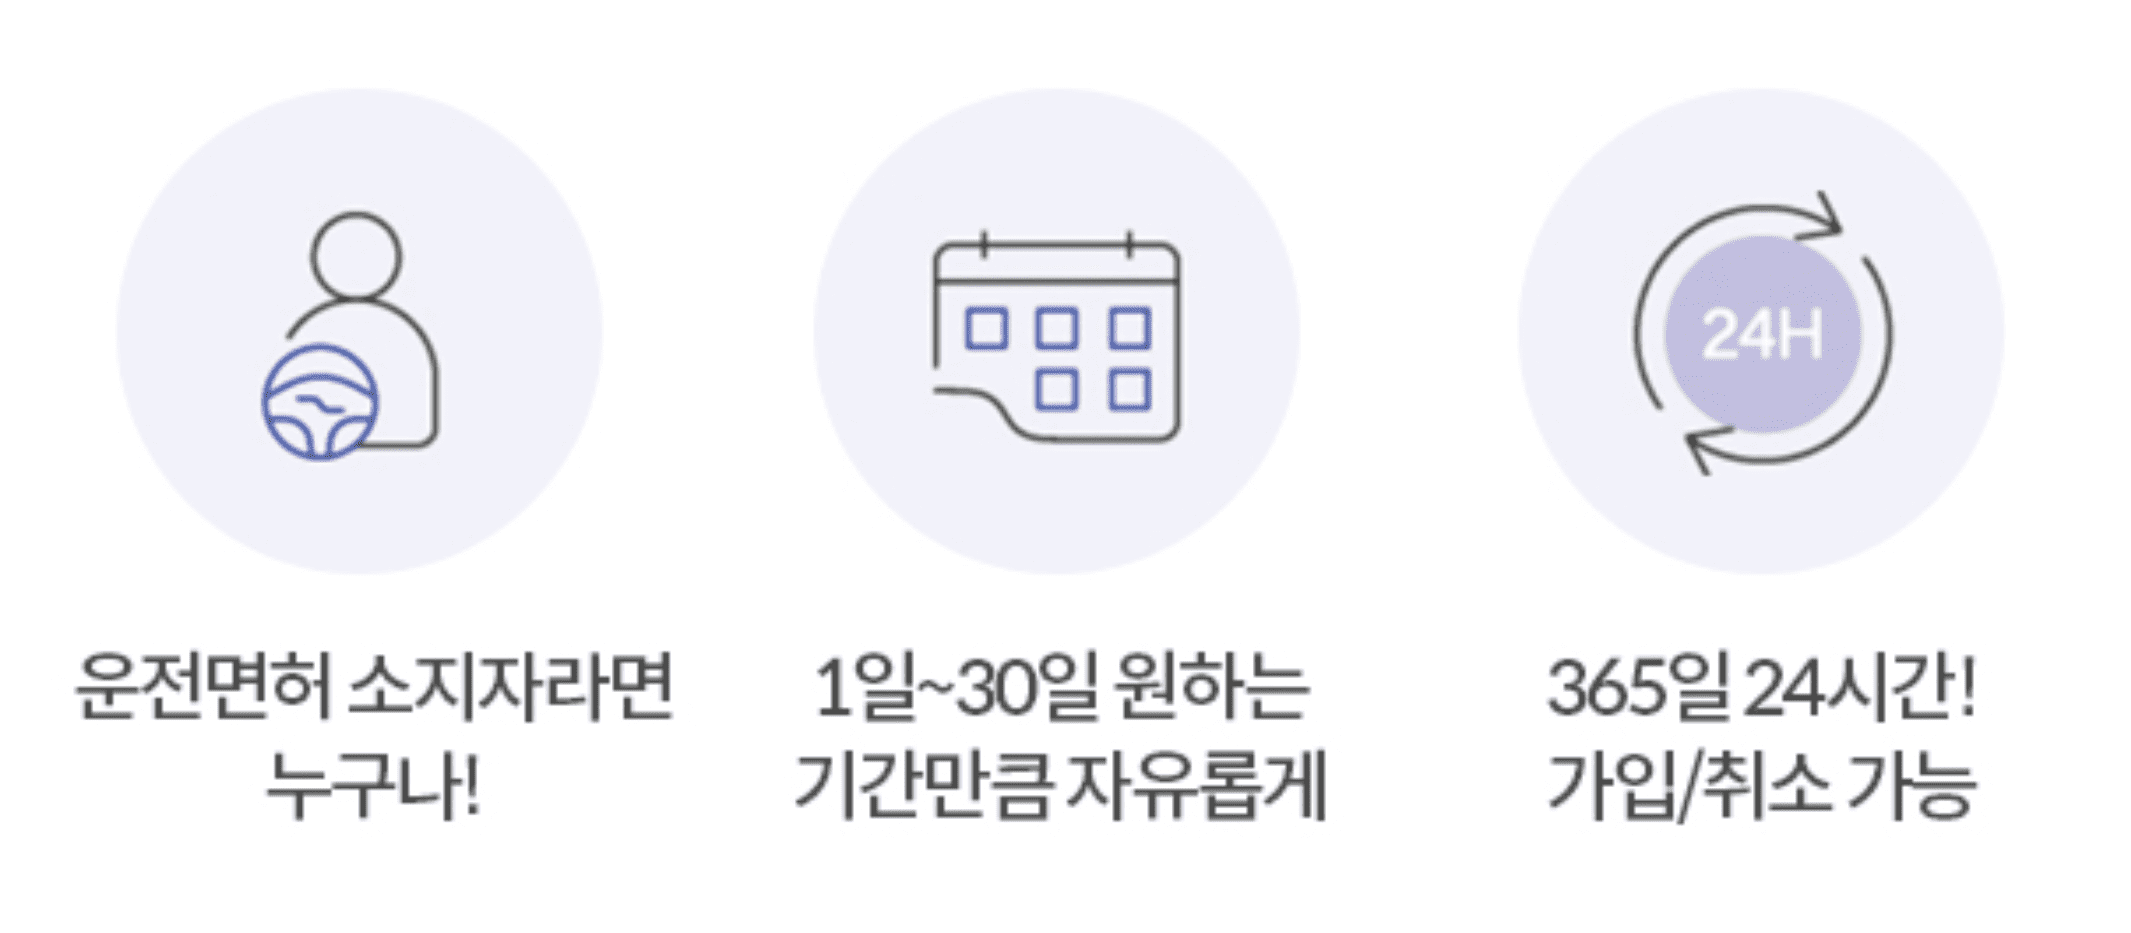 24H
운전면허 소지자라면
누구나!
1일~30일 원하는
기간만큼 자유롭게
365일 24시간!
가입/취소 가능